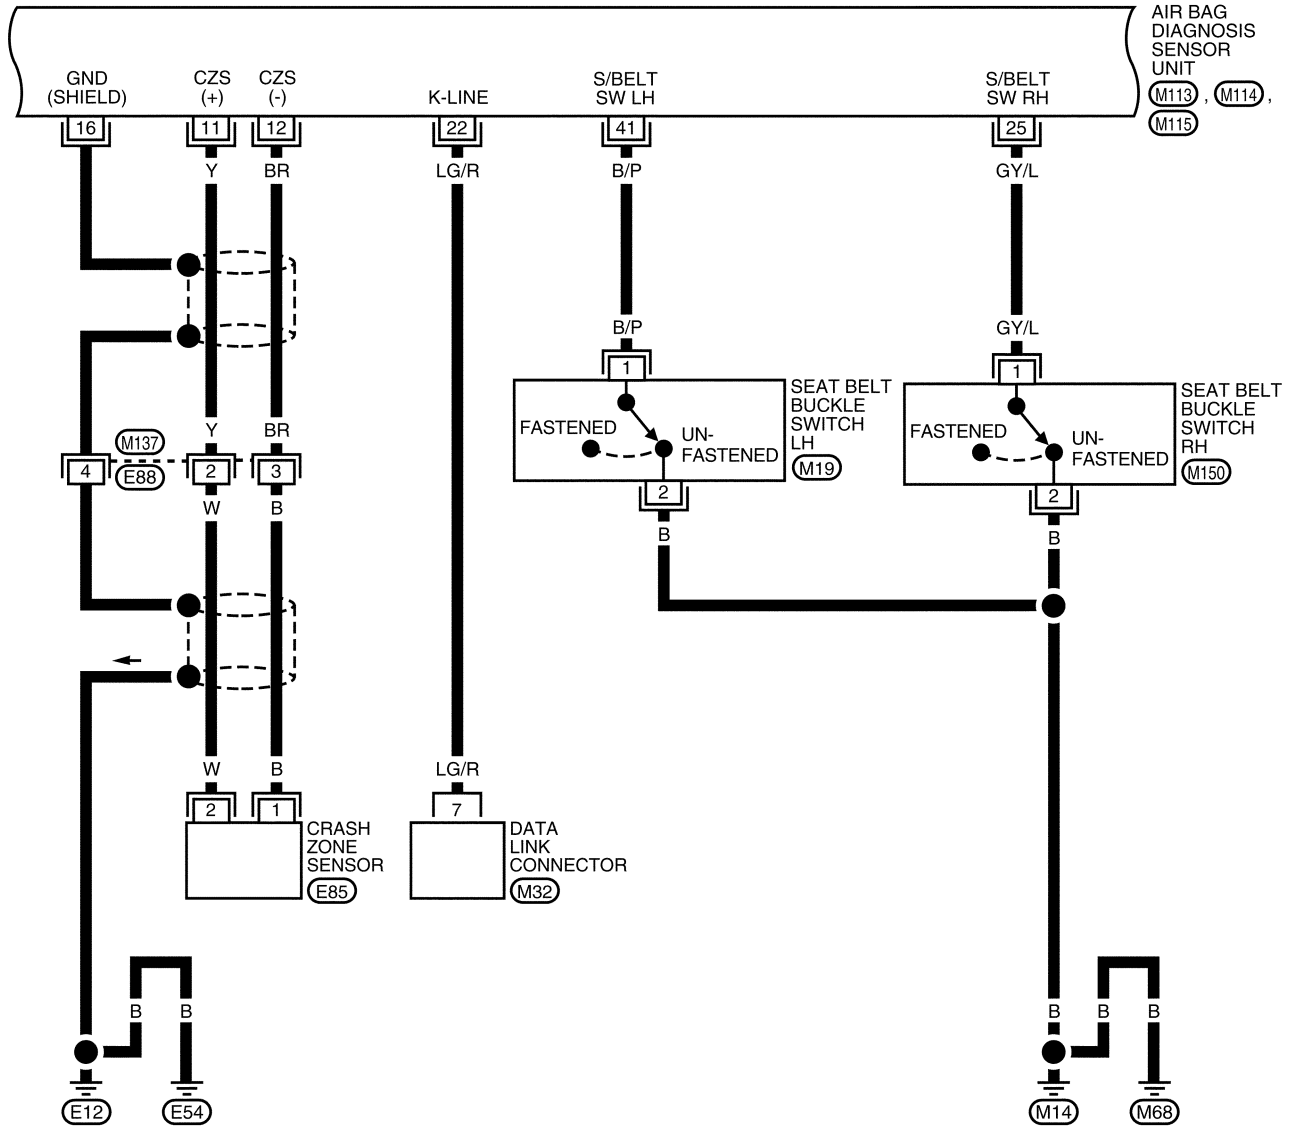 AIR BAG
DIAGNOSIS
SENSOR
UNIT
M113 , M114 ,
M115
GND
(SHIELD)
CZS
(+)
CZS
(-)
K-LINE
S/BELT
SW LH
S/BELT
SW RH
16 11 12 22 41 25
Y BR LG/R B/P GY/L
B/P GY/L
1 1
SEAT BELT
BUCKLE
SWITCH
LH
M19
SEAT BELT
BUCKLE
SWITCH
RH
M150
FASTENED
UN-
FASTENED
FASTENED
UN-
FASTENED
Y BR
M137
4 E88 2 3
2 2
W B B B
W B LG/R
2 1 7
CRASH
ZONE
SENSOR
E85
DATA
LINK
CONNECTOR
M32
B B B B B
E12 E54 M14 M68